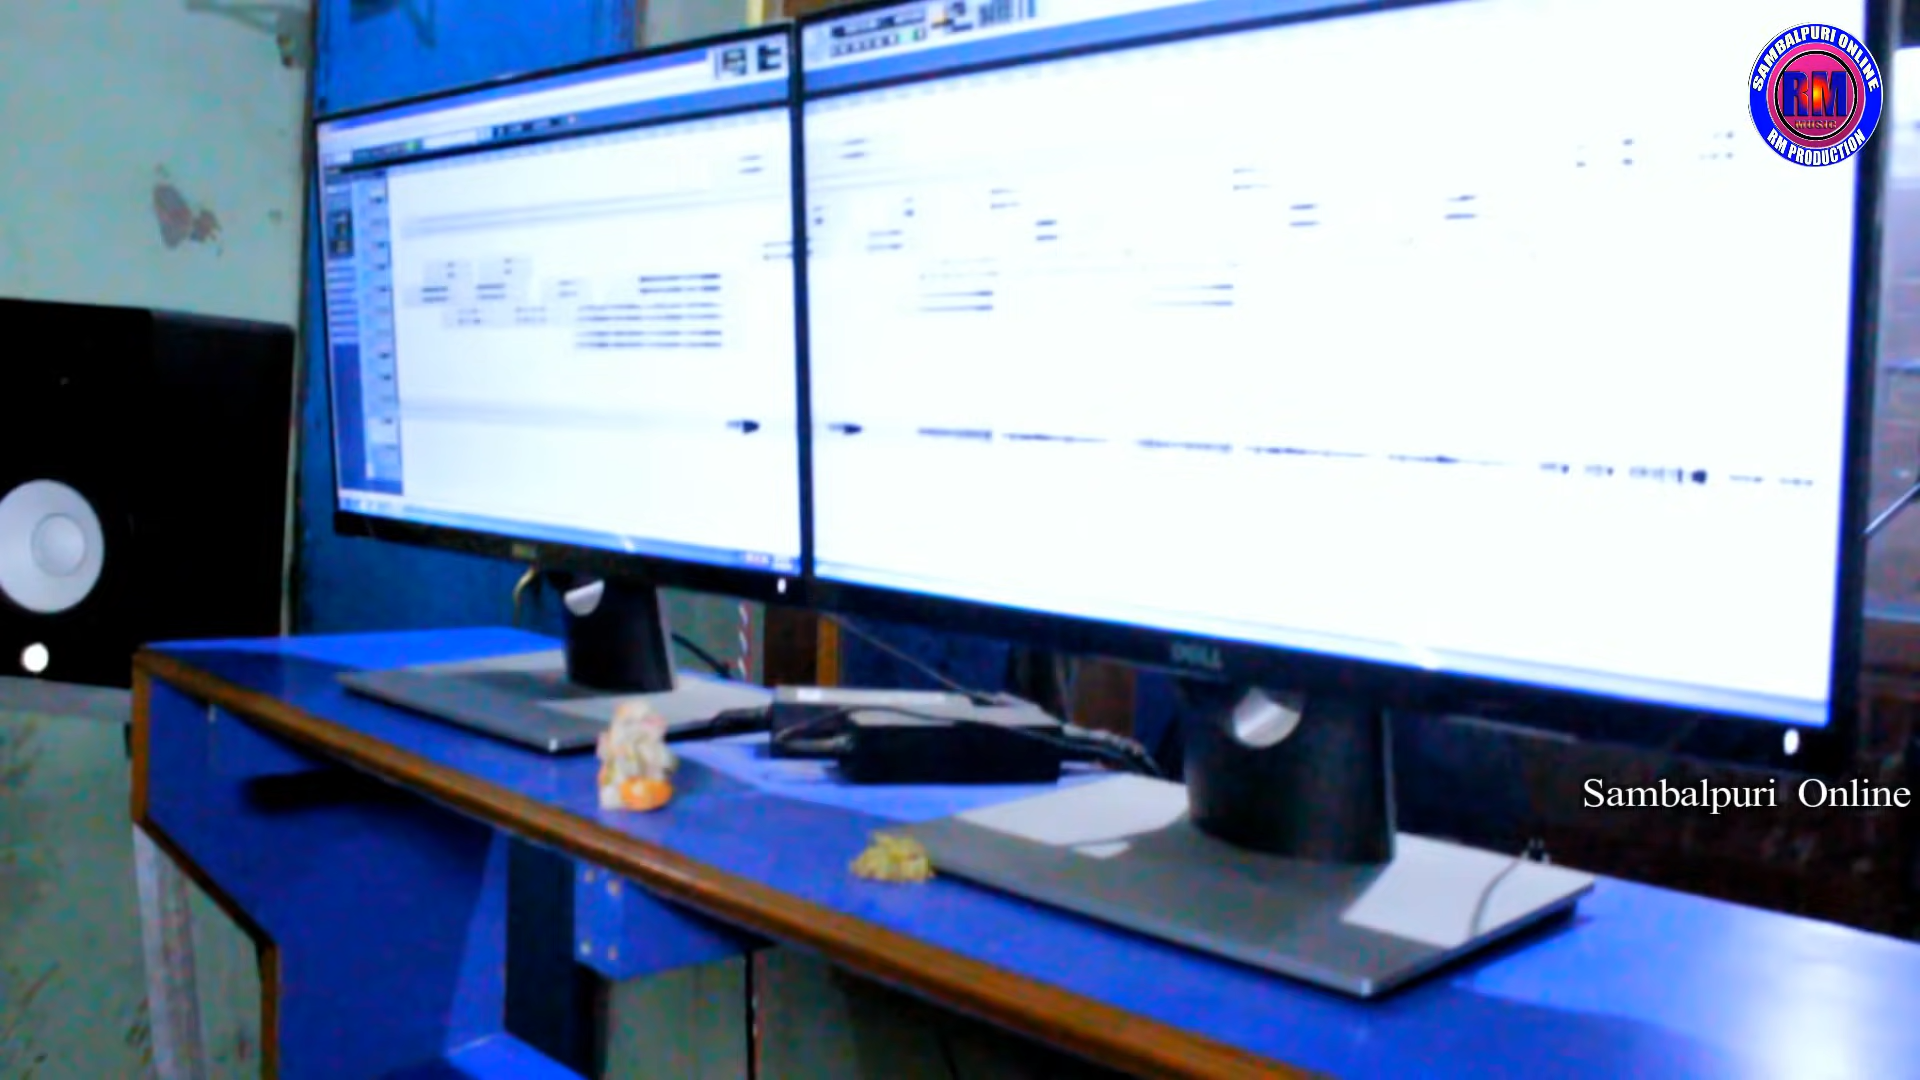 SAMBALPURI ONLINE
RM
MUSIC
RM PRODUCTION
DELL
Sambalpuri Online